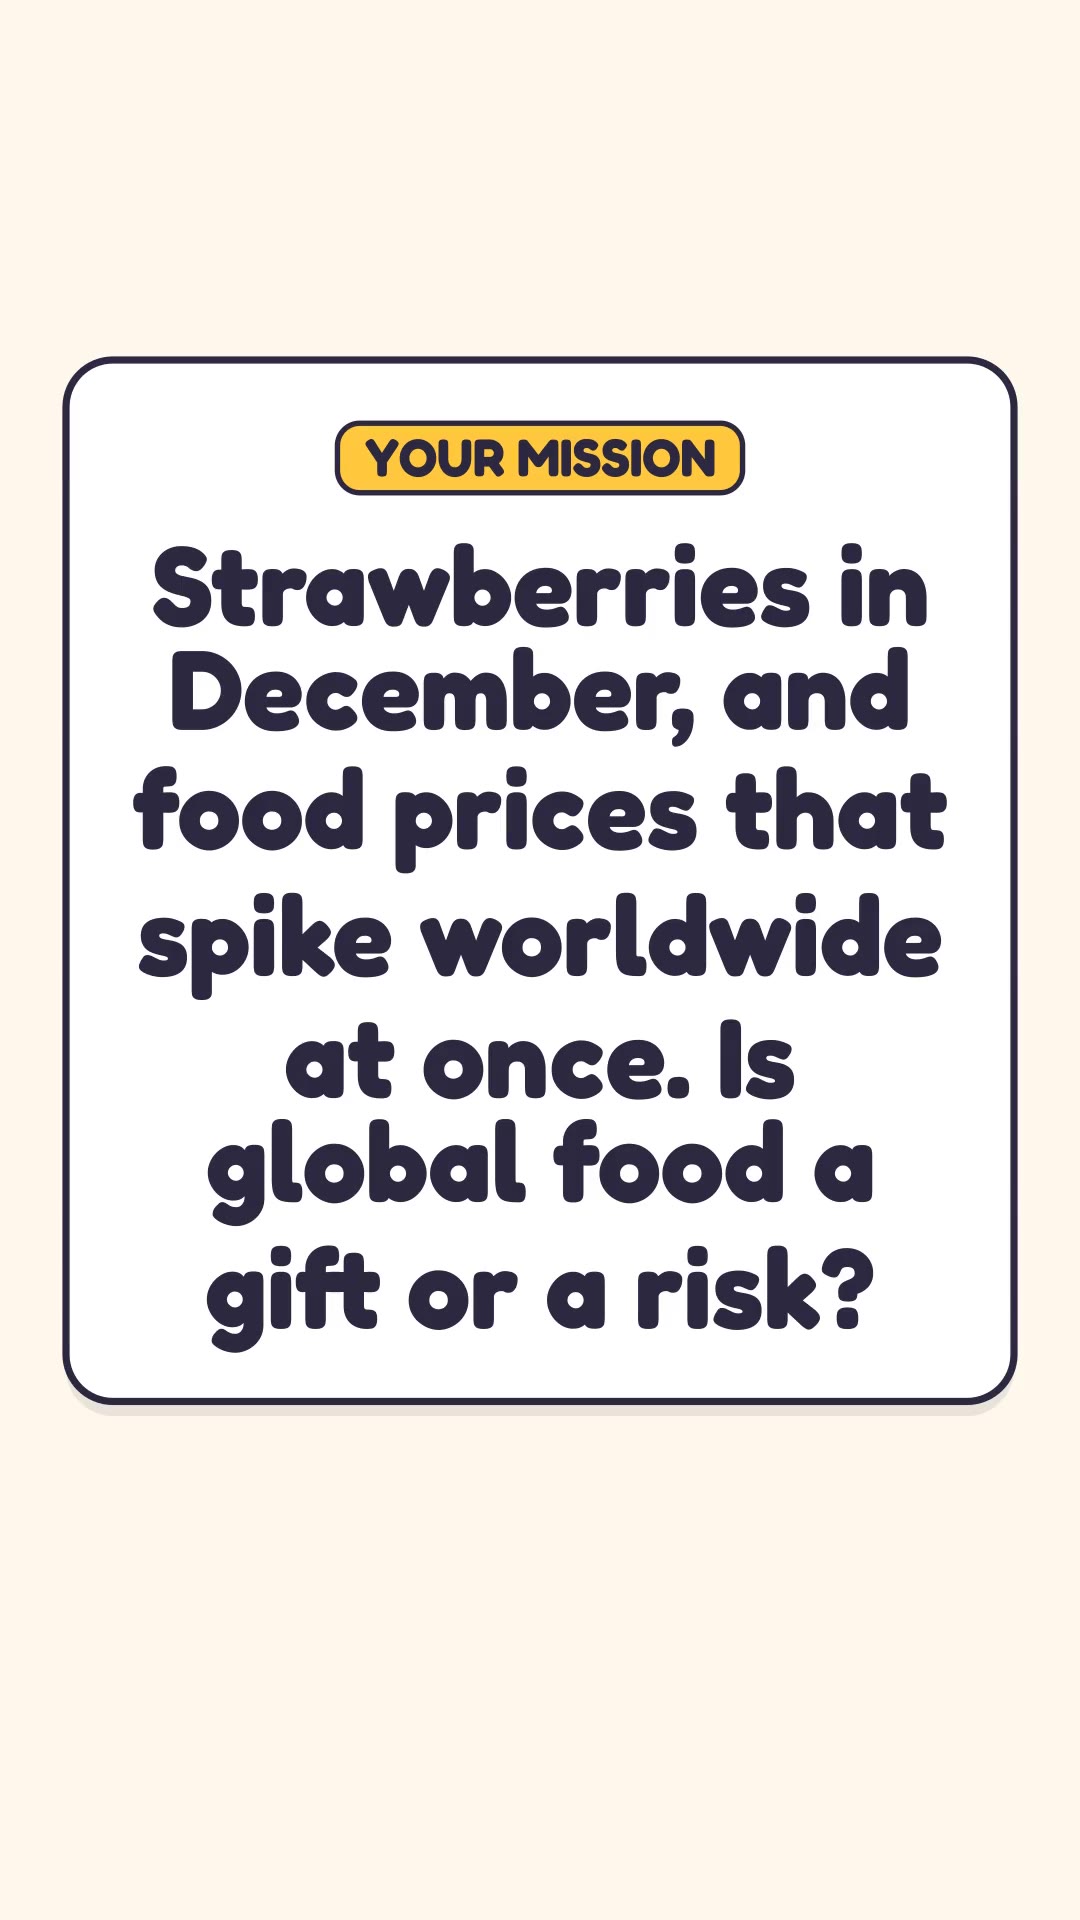 YOUR MISSION
Strawberries in
December, and
food prices that
spike worldwide
at once. Is
global food a
gift or a risk?